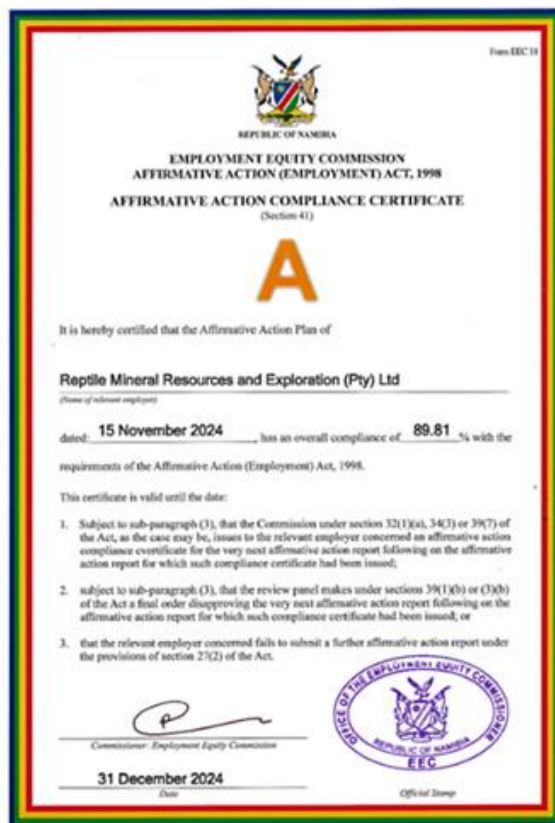 Form EEC 18
REPUBLIC OF NAMIBIA
EMPLOYMENT EQUITY COMMISSION
AFFIRMATIVE ACTION (EMPLOYMENT) ACT, 1998
AFFIRMATIVE ACTION COMPLIANCE CERTIFICATE
(Section 41)
A
It is hereby certified that the Affirmative Action Plan of
Reptile Mineral Resources and Exploration (Pty) Ltd
(Name of relevant employer)
dated: 15 November 2024, has an overall compliance of 89.81 % with the
requirements of the Affirmative Action (Employment) Act, 1998.
This certificate is valid until the date:
1. Subject to sub-paragraph (3), that the Commission under section 32(1)(a), 34(3) or 39(7) of
the Act, as the case may be, issues to the relevant employer concerned an affirmative action
compliance cvertificate for the very next affirmative action report following on the affirmative
action report for which such compliance certificate had been issued;
2. subject to sub-paragraph (3), that the review panel makes under sections 39(1)(b) or (3)(b)
of the Act a final order disapproving the very next affirmative action report following on the
affirmative action report for which such compliance certificate had been issued; or
3. that the relevant employer concerned fails to submit a further affirmative action report under
the provisions of section 27(2) of the Act.
Commissioner: Employment Equity Commission
31 December 2024
Date
OFFICE OF THE EMPLOYMENT EQUITY COMMISSIONER
REPUBLIC OF NAMIBIA
EEC
Official Stamp